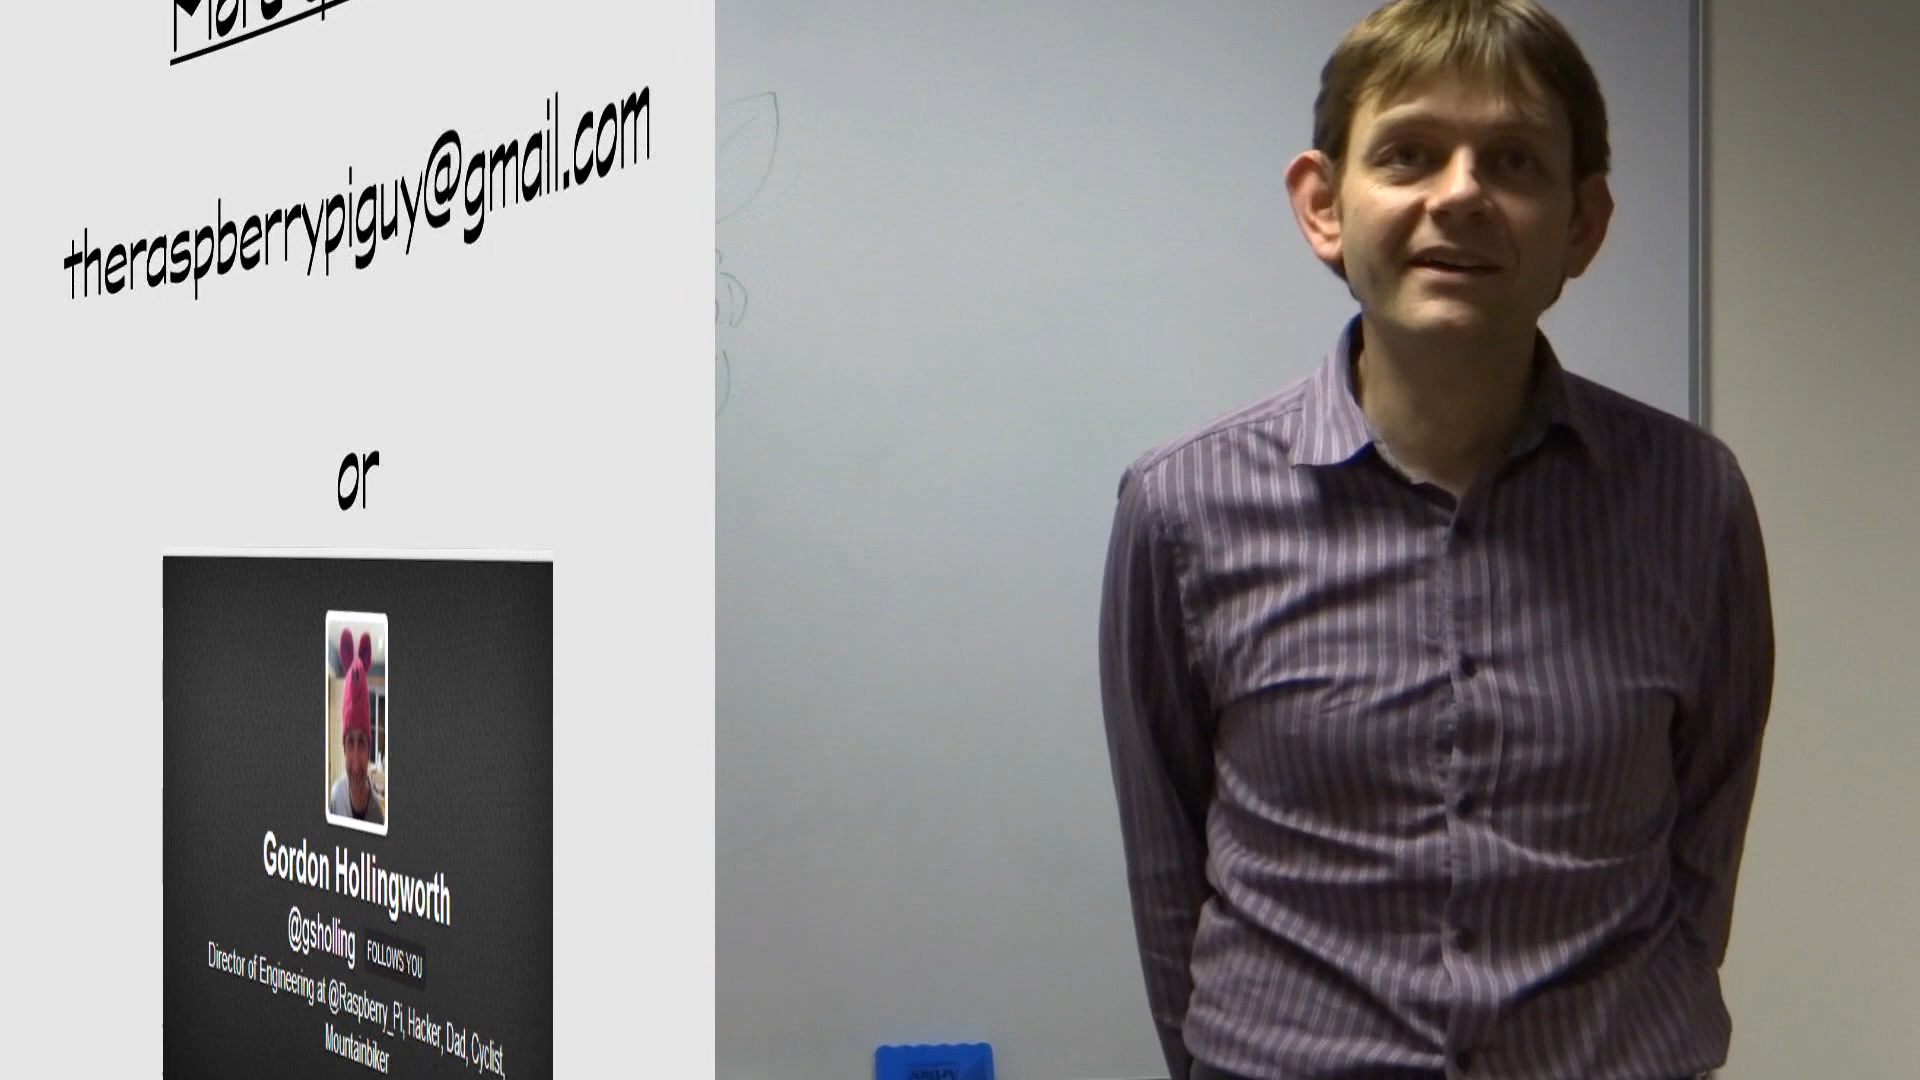 theraspberrypiguy@gmail.com
or
Gordon Hollingworth
@gsholling FOLLOWS YOU
Director of Engineering at @Raspberry_Pi, Hacker, Dad, Cyclist,
Mountainbiker